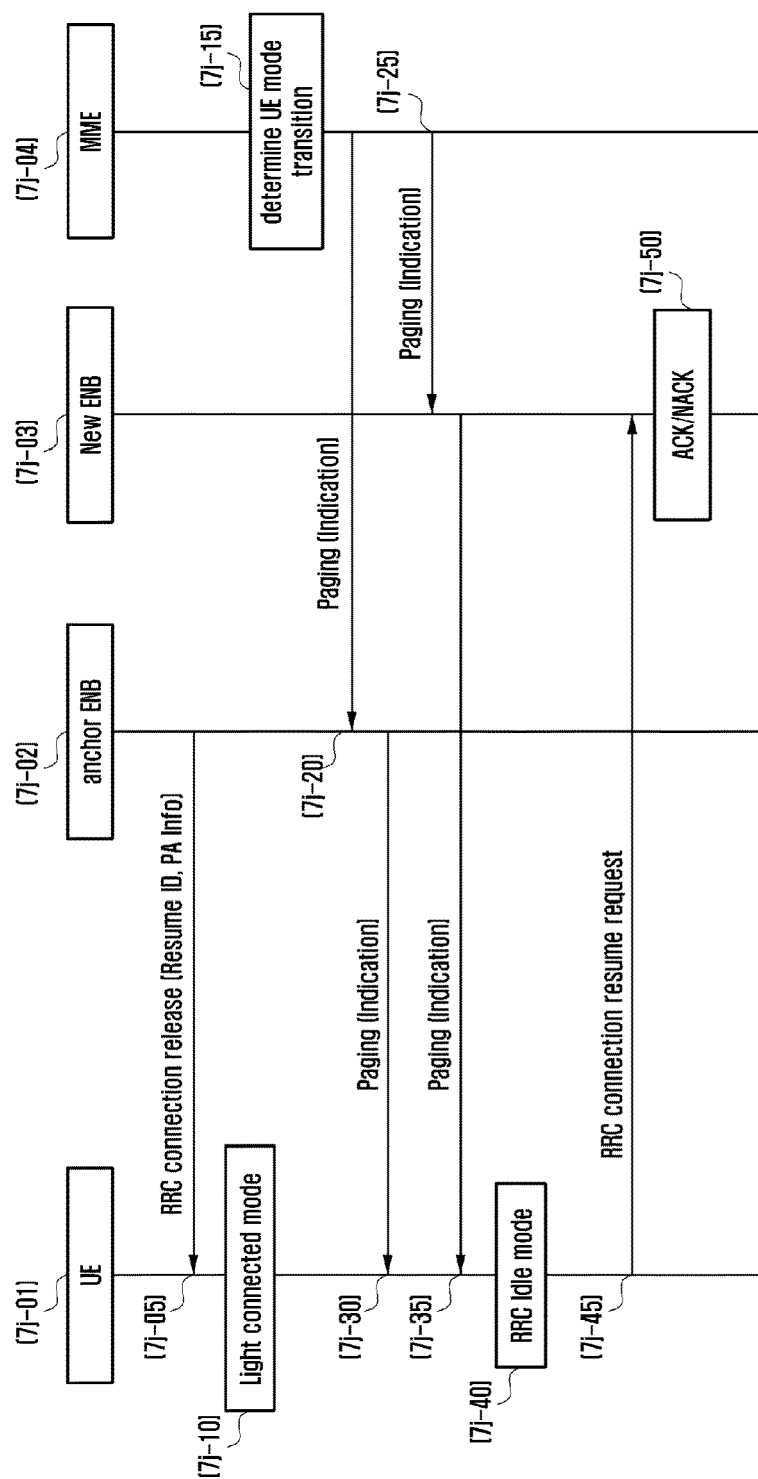 (7j-01)
UE
(7j-02)
anchor ENB
(7j-03)
New ENB
(7j-04)
MME
(7j-05)
RRC connection release (Resume ID, PA Info)
(7j-10)
Light connected mode
(7j-15)
determine UE mode
transition
(7j-20)
Paging (Indication)
(7j-25)
Paging (Indication)
(7j-30)
Paging (Indication)
(7j-35)
Paging (Indication)
(7j-40)
RRC Idle mode
(7j-45)
RRC connection resume request
(7j-50)
ACK/NACK